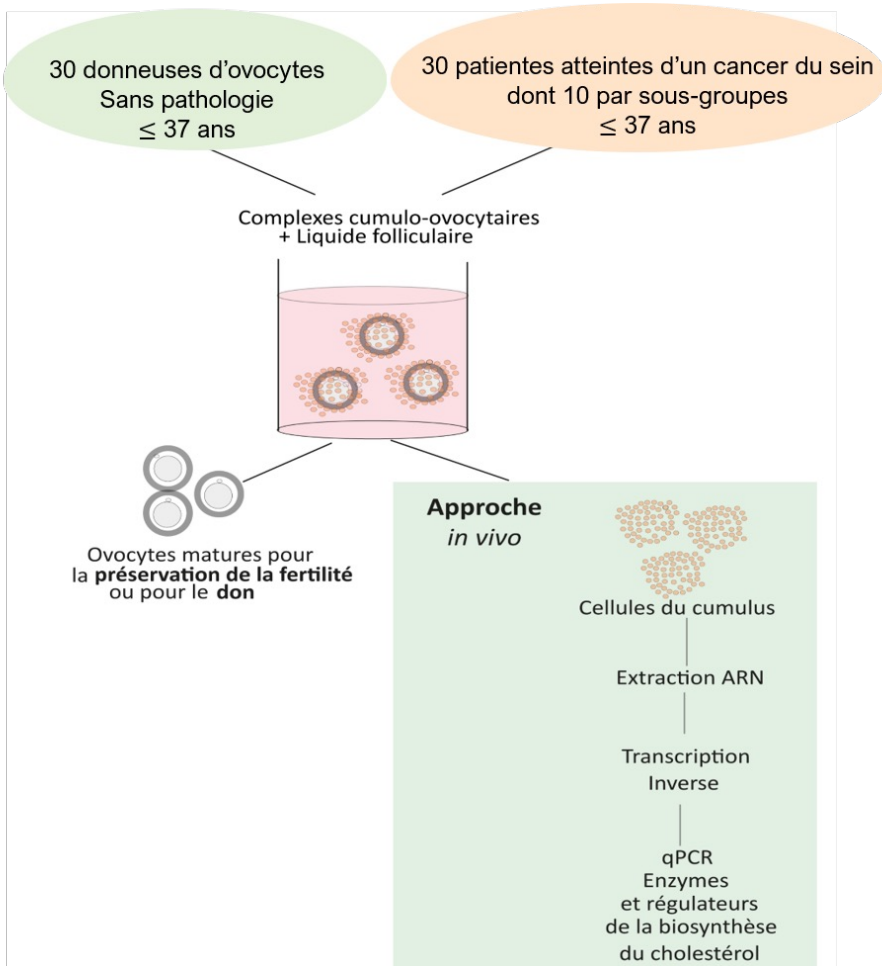 30 donneuses d'ovocytes
Sans pathologie
≤ 37 ans
30 patientes atteintes d'un cancer du sein
dont 10 par sous-groupes
≤ 37 ans
Complexes cumulo-ovocytaires
+ Liquide folliculaire
Ovocytes matures pour
la préservation de la fertilité
ou pour le don
Approche
in vivo
Cellules du cumulus
Extraction ARN
Transcription
Inverse
qPCR
Enzymes
et régulateurs
de la biosynthèse
du cholestérol